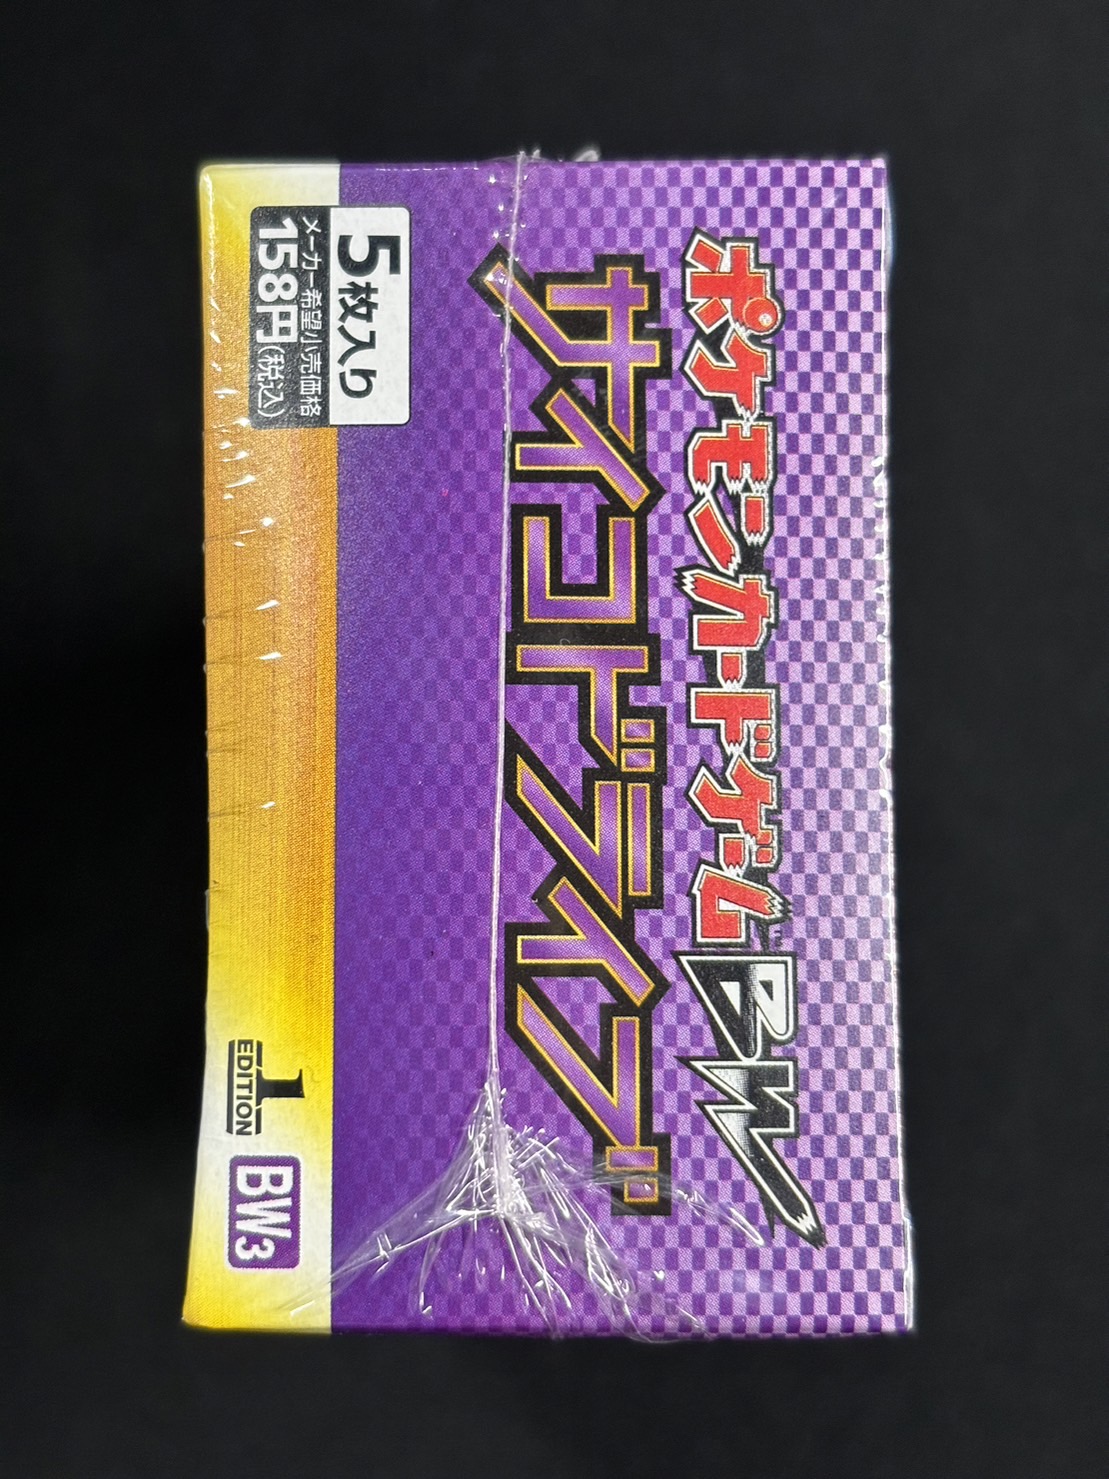 ポケモンカードゲームBW
サイコドライブ
5枚入り
メーカー希望小売価格
158円(税込)
1
EDITION
BW3